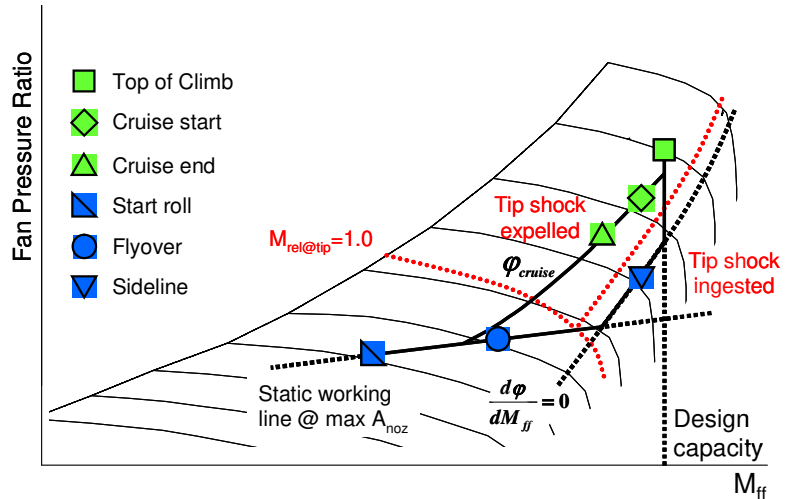 Fan Pressure Ratio
Top of Climb
Cruise start
Cruise end
Start roll
Flyover
Sideline
M_rel@tip=1.0
Tip shock
expelled
φ_cruise
Tip shock
ingested
Static working
line @ max A_noz
dφ/dM_ff = 0
Design
capacity
M_ff